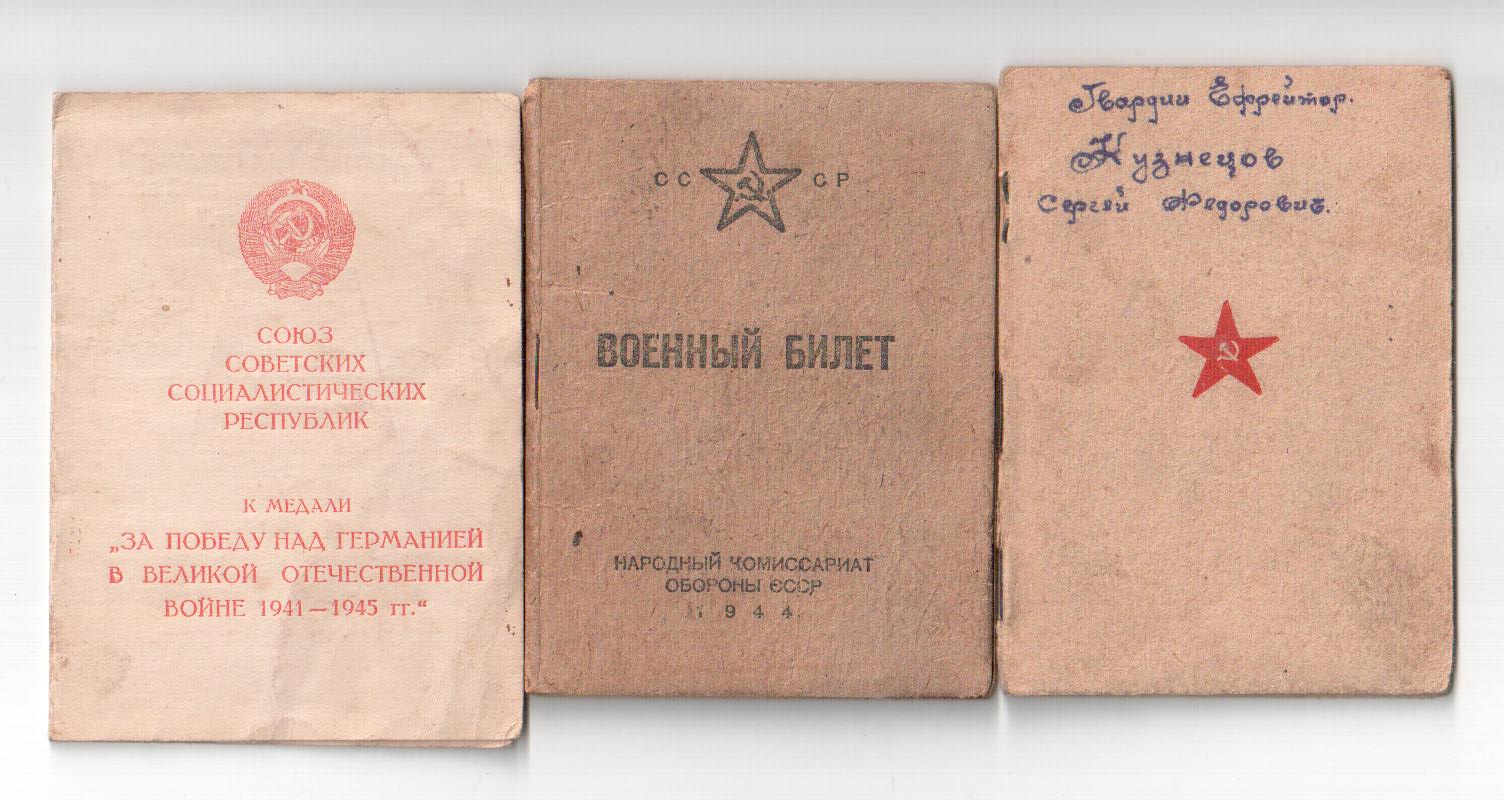 СОЮЗ
СОВЕТСКИХ
СОЦИАЛИСТИЧЕСКИХ
РЕСПУБЛИК
К МЕДАЛИ
„ЗА ПОБЕДУ НАД ГЕРМАНИЕЙ
В ВЕЛИКОЙ ОТЕЧЕСТВЕННОЙ
ВОЙНЕ 1941—1945 гг.“
СС СР
ВОЕННЫЙ БИЛЕТ
НАРОДНЫЙ КОМИССАРИАТ
ОБОРОНЫ СССР
1944
Гвардии Ефрейтор.
Кузнецов
Сергей Федорович.